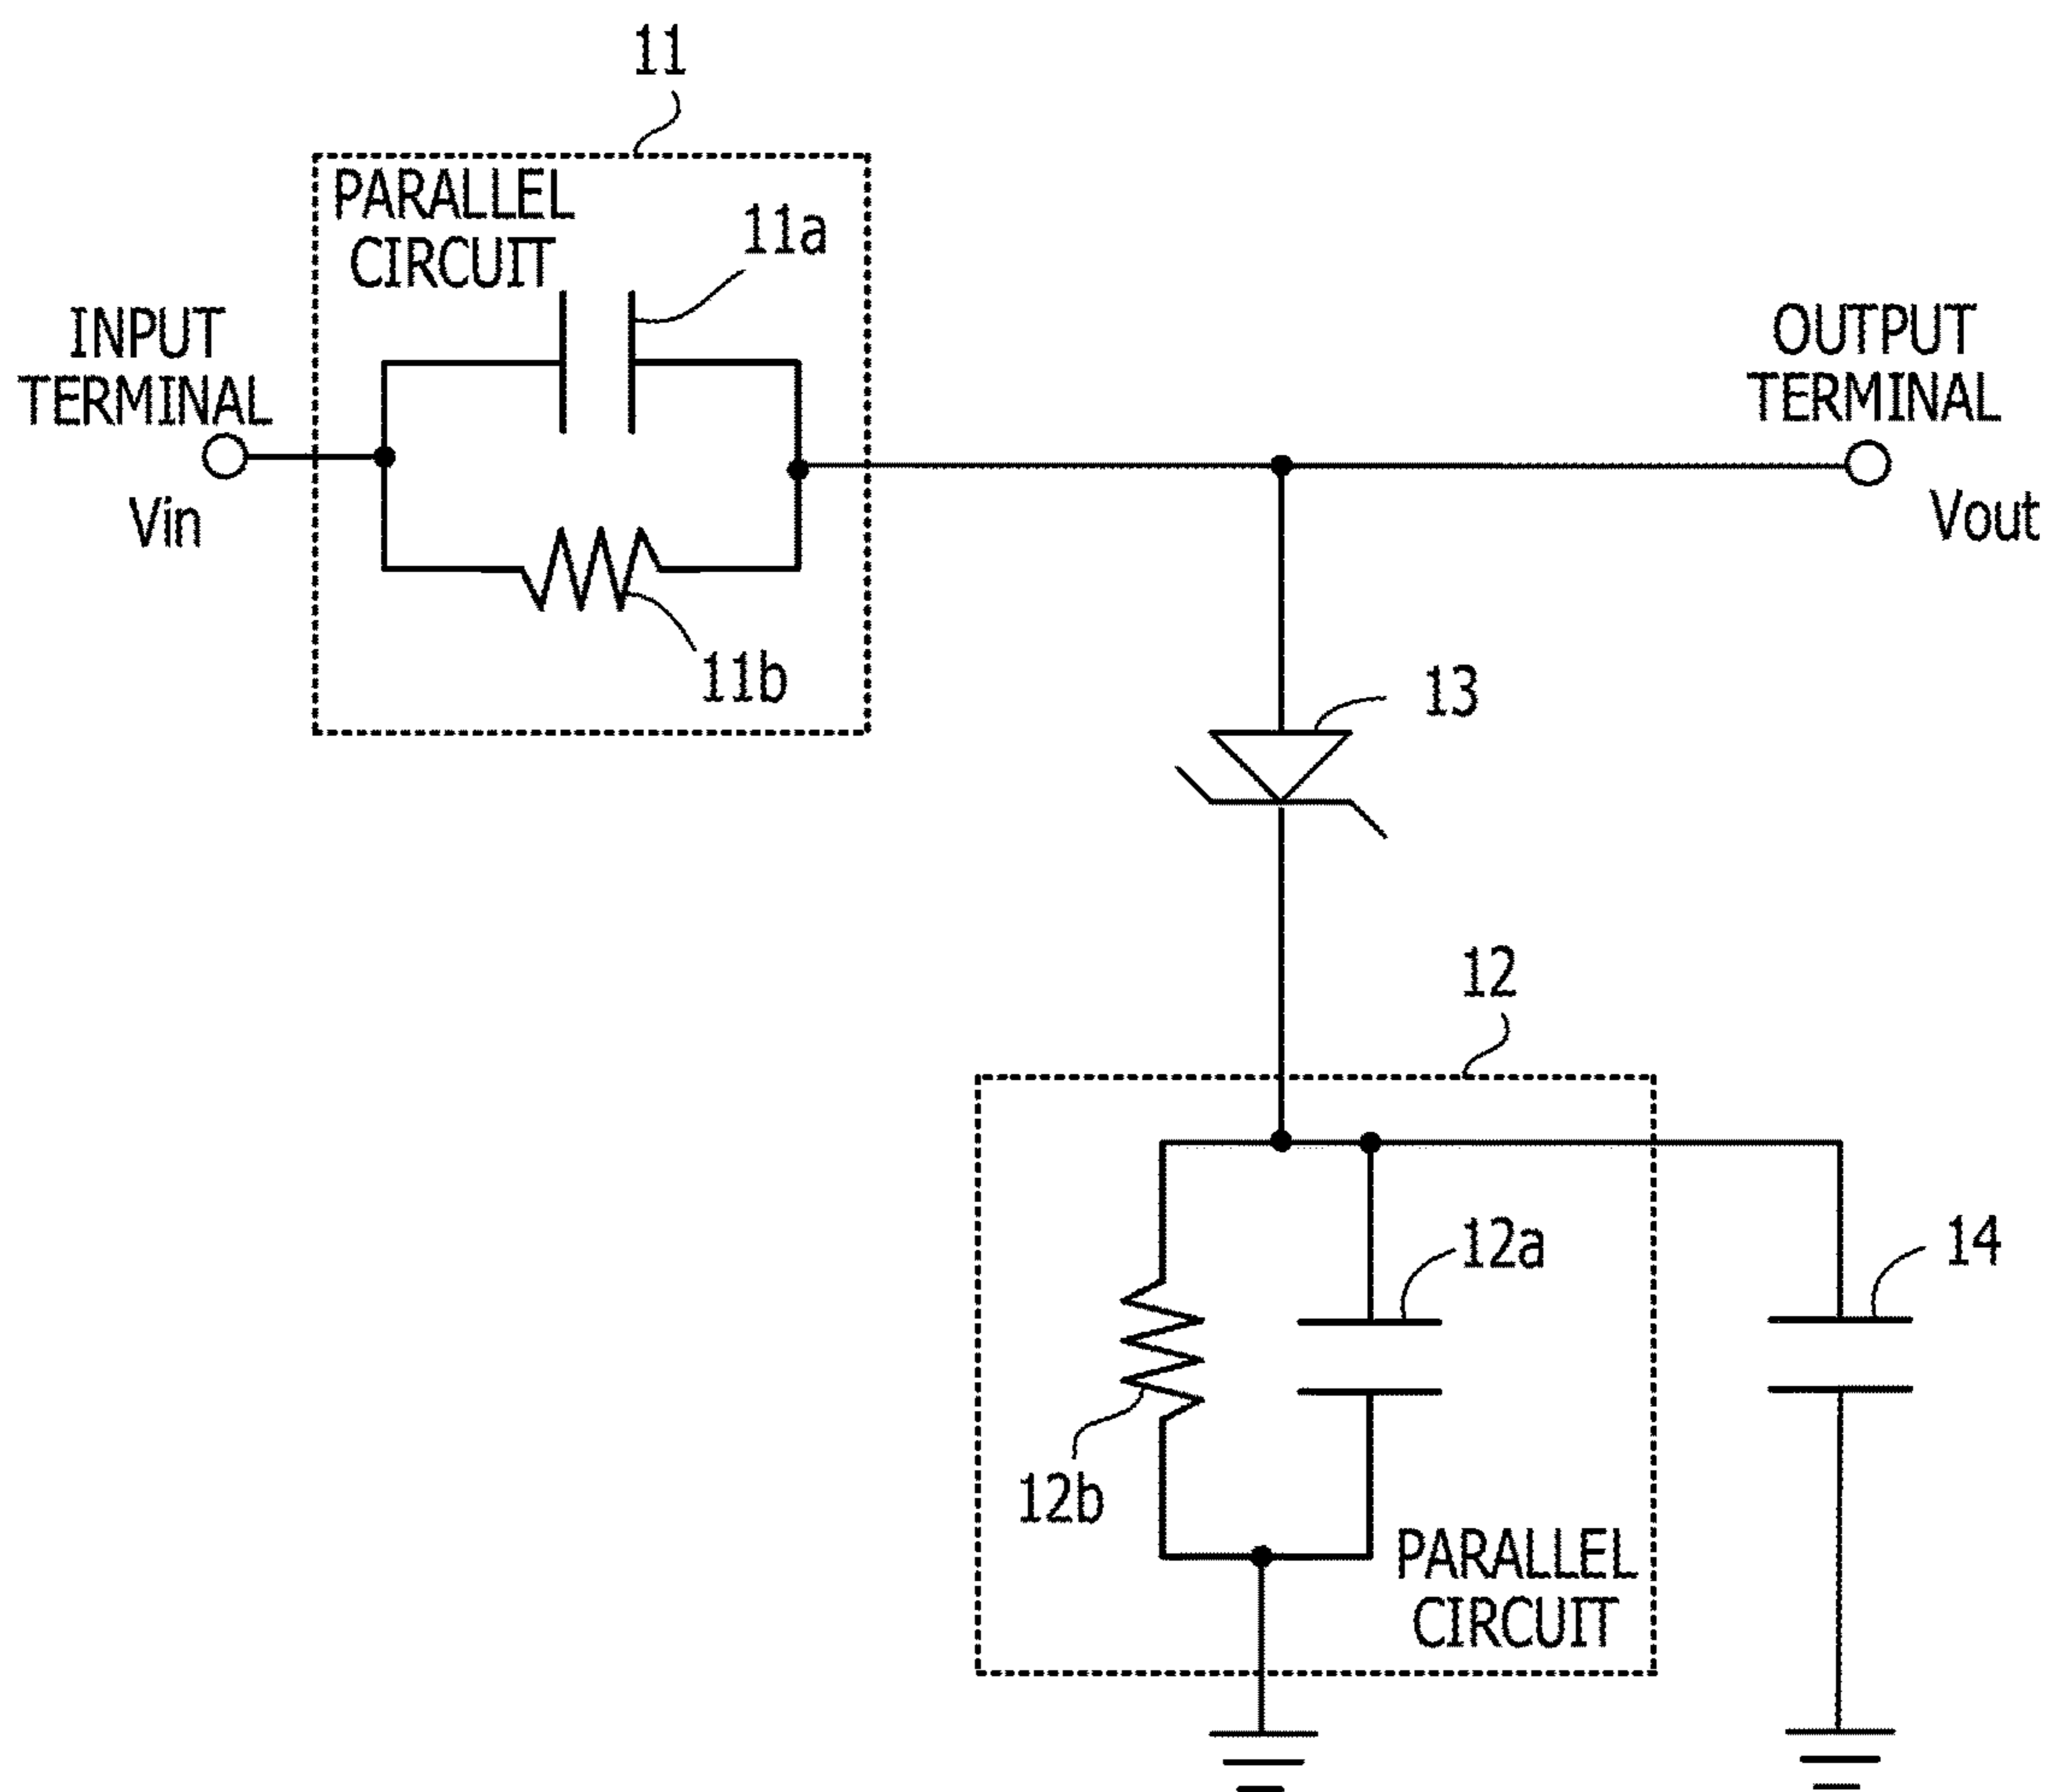 11
PARALLEL
CIRCUIT
11a
INPUT
TERMINAL
Vin
11b
OUTPUT
TERMINAL
Vout
13
12
12a
14
12b
PARALLEL
CIRCUIT